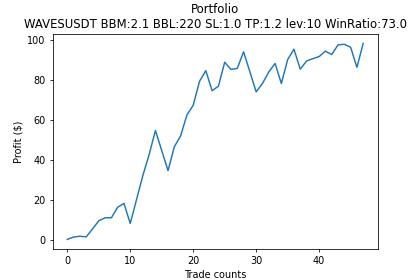 Portfolio
WAVESUSDT BBM:2.1 BBL:220 SL:1.0 TP:1.2 lev:10 WinRatio:73.0
100
80
60
40
20
0
Profit ($)
0 10 20 30 40
Trade counts